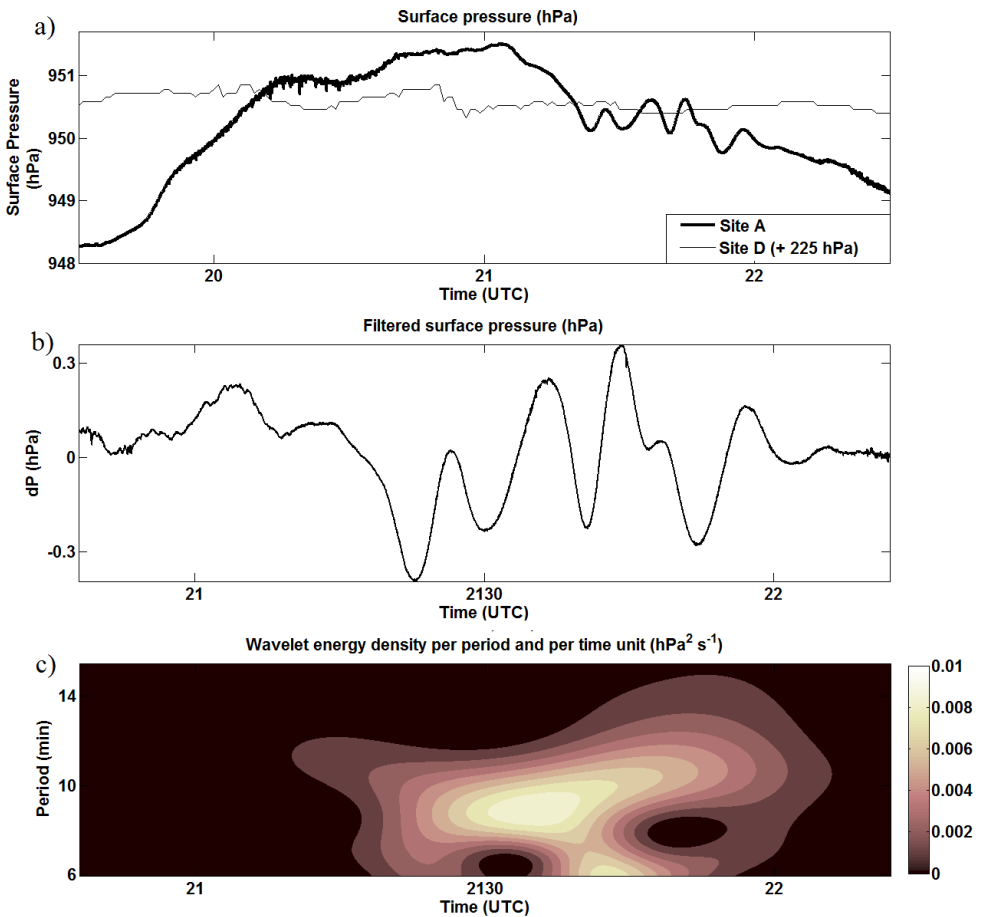 a)
Surface pressure (hPa)
Surface Pressure
(hPa)
951
950
949
948
20
21
22
Time (UTC)
Site A
Site D (+ 225 hPa)
b)
Filtered surface pressure (hPa)
dP (hPa)
0.3
0
-0.3
21
2130
22
Time (UTC)
c)
Wavelet energy density per period and per time unit (hPa² s⁻¹)
Period (min)
14
10
6
21
2130
22
Time (UTC)
0.01
0.008
0.006
0.004
0.002
0